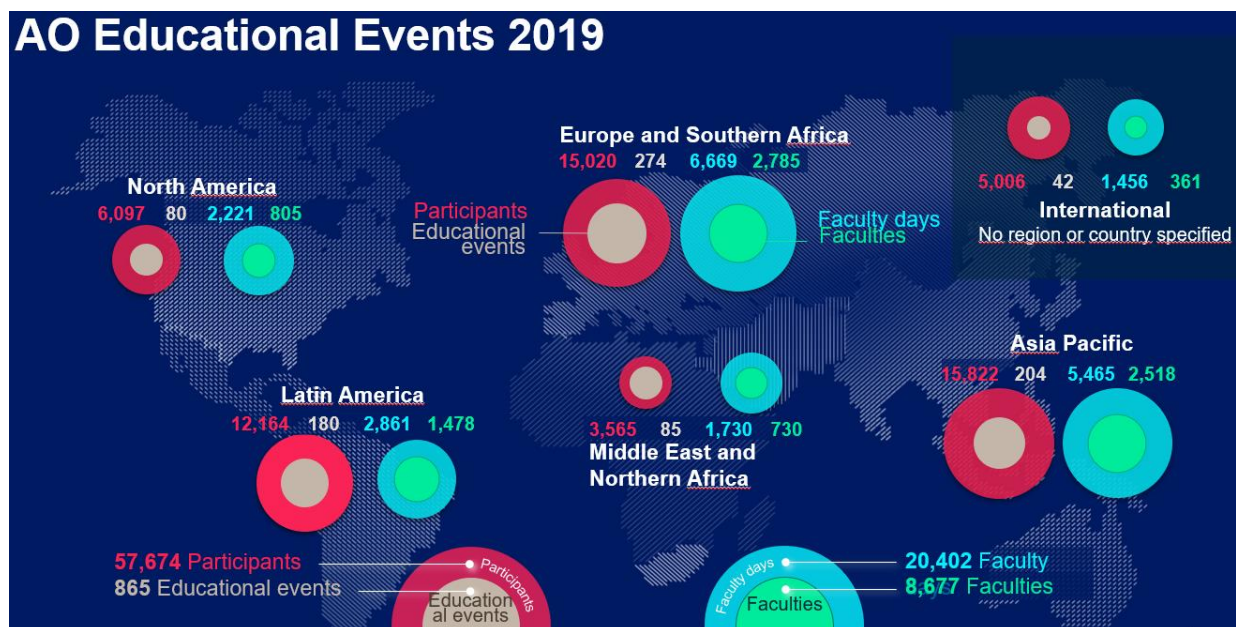 AO Educational Events 2019
North America
6,097 80 2,221 805
Europe and Southern Africa
15,020 274 6,669 2,785
Participants
Educational
events
Faculty days
Faculties
5,006 42 1,456 361
International
No region or country specified
Latin America
12,164 180 2,861 1,478
3,565 85 1,730 730
Middle East and
Northern Africa
Asia Pacific
15,822 204 5,465 2,518
57,674 Participants
865 Educational events
Participants
Education
al events
Faculty days
Faculties
20,402 Faculty
days
8,677 Faculties